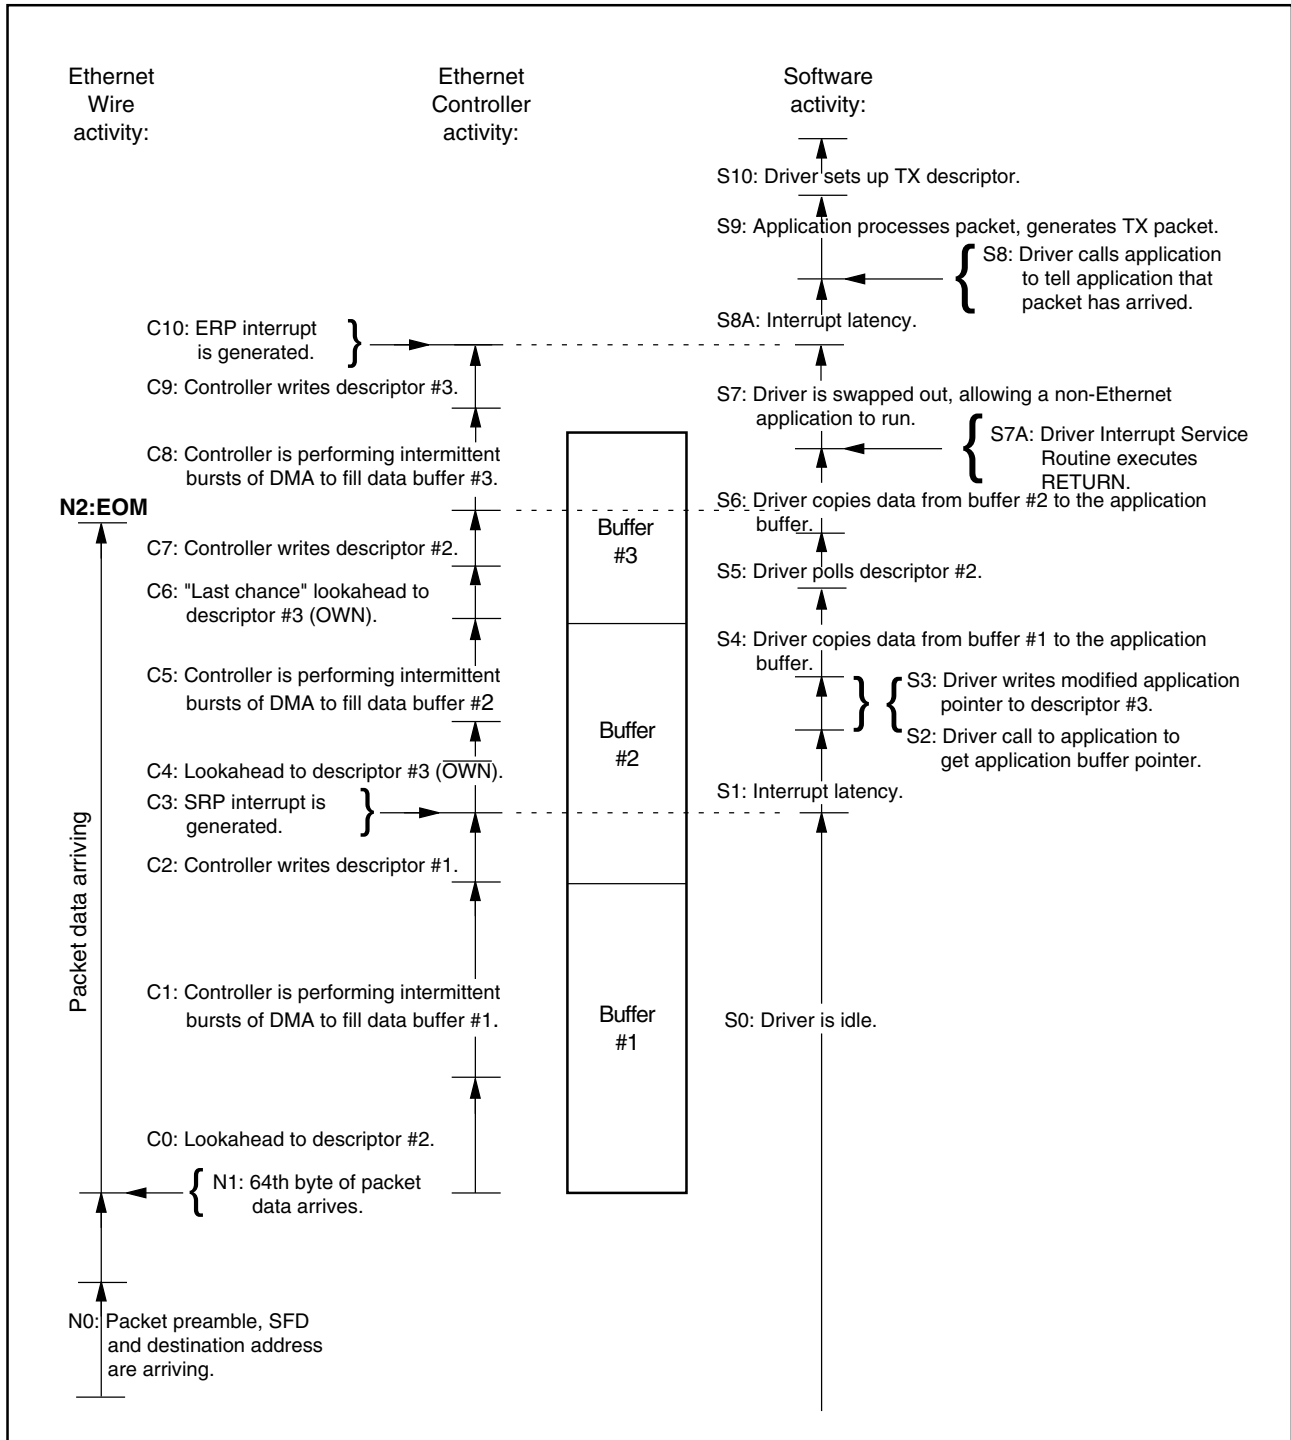 Ethernet
Wire
activity:
Ethernet
Controller
activity:
Software
activity:
S10: Driver sets up TX descriptor.
S9: Application processes packet, generates TX packet.
S8: Driver calls application
to tell application that
packet has arrived.
S8A: Interrupt latency.
C10: ERP interrupt
is generated.
C9: Controller writes descriptor #3.
S7: Driver is swapped out, allowing a non-Ethernet
application to run.
S7A: Driver Interrupt Service
Routine executes
RETURN.
C8: Controller is performing intermittent
bursts of DMA to fill data buffer #3.
N2:EOM
S6: Driver copies data from buffer #2 to the application
buffer.
Buffer
#3
C7: Controller writes descriptor #2.
S5: Driver polls descriptor #2.
C6: "Last chance" lookahead to
descriptor #3 (OWN).
S4: Driver copies data from buffer #1 to the application
buffer.
C5: Controller is performing intermittent
bursts of DMA to fill data buffer #2
S3: Driver writes modified application
pointer to descriptor #3.
S2: Driver call to application to
get application buffer pointer.
Buffer
#2
C4: Lookahead to descriptor #3 (O̅W̅N̅).
S1: Interrupt latency.
C3: SRP interrupt is
generated.
C2: Controller writes descriptor #1.
Packet data arriving
C1: Controller is performing intermittent
bursts of DMA to fill data buffer #1.
Buffer
#1
S0: Driver is idle.
C0: Lookahead to descriptor #2.
N1: 64th byte of packet
data arrives.
N0: Packet preamble, SFD
and destination address
are arriving.